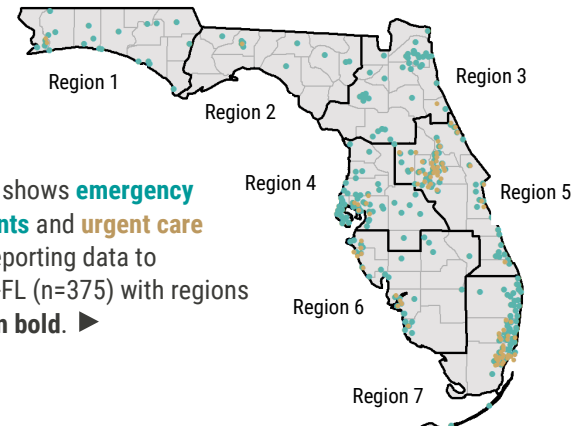 Region 1
Region 2
Region 3
Region 4
Region 5
Region 6
Region 7
shows emergency
nts and urgent care
eporting data to
FL (n=375) with regions
n bold. ▶